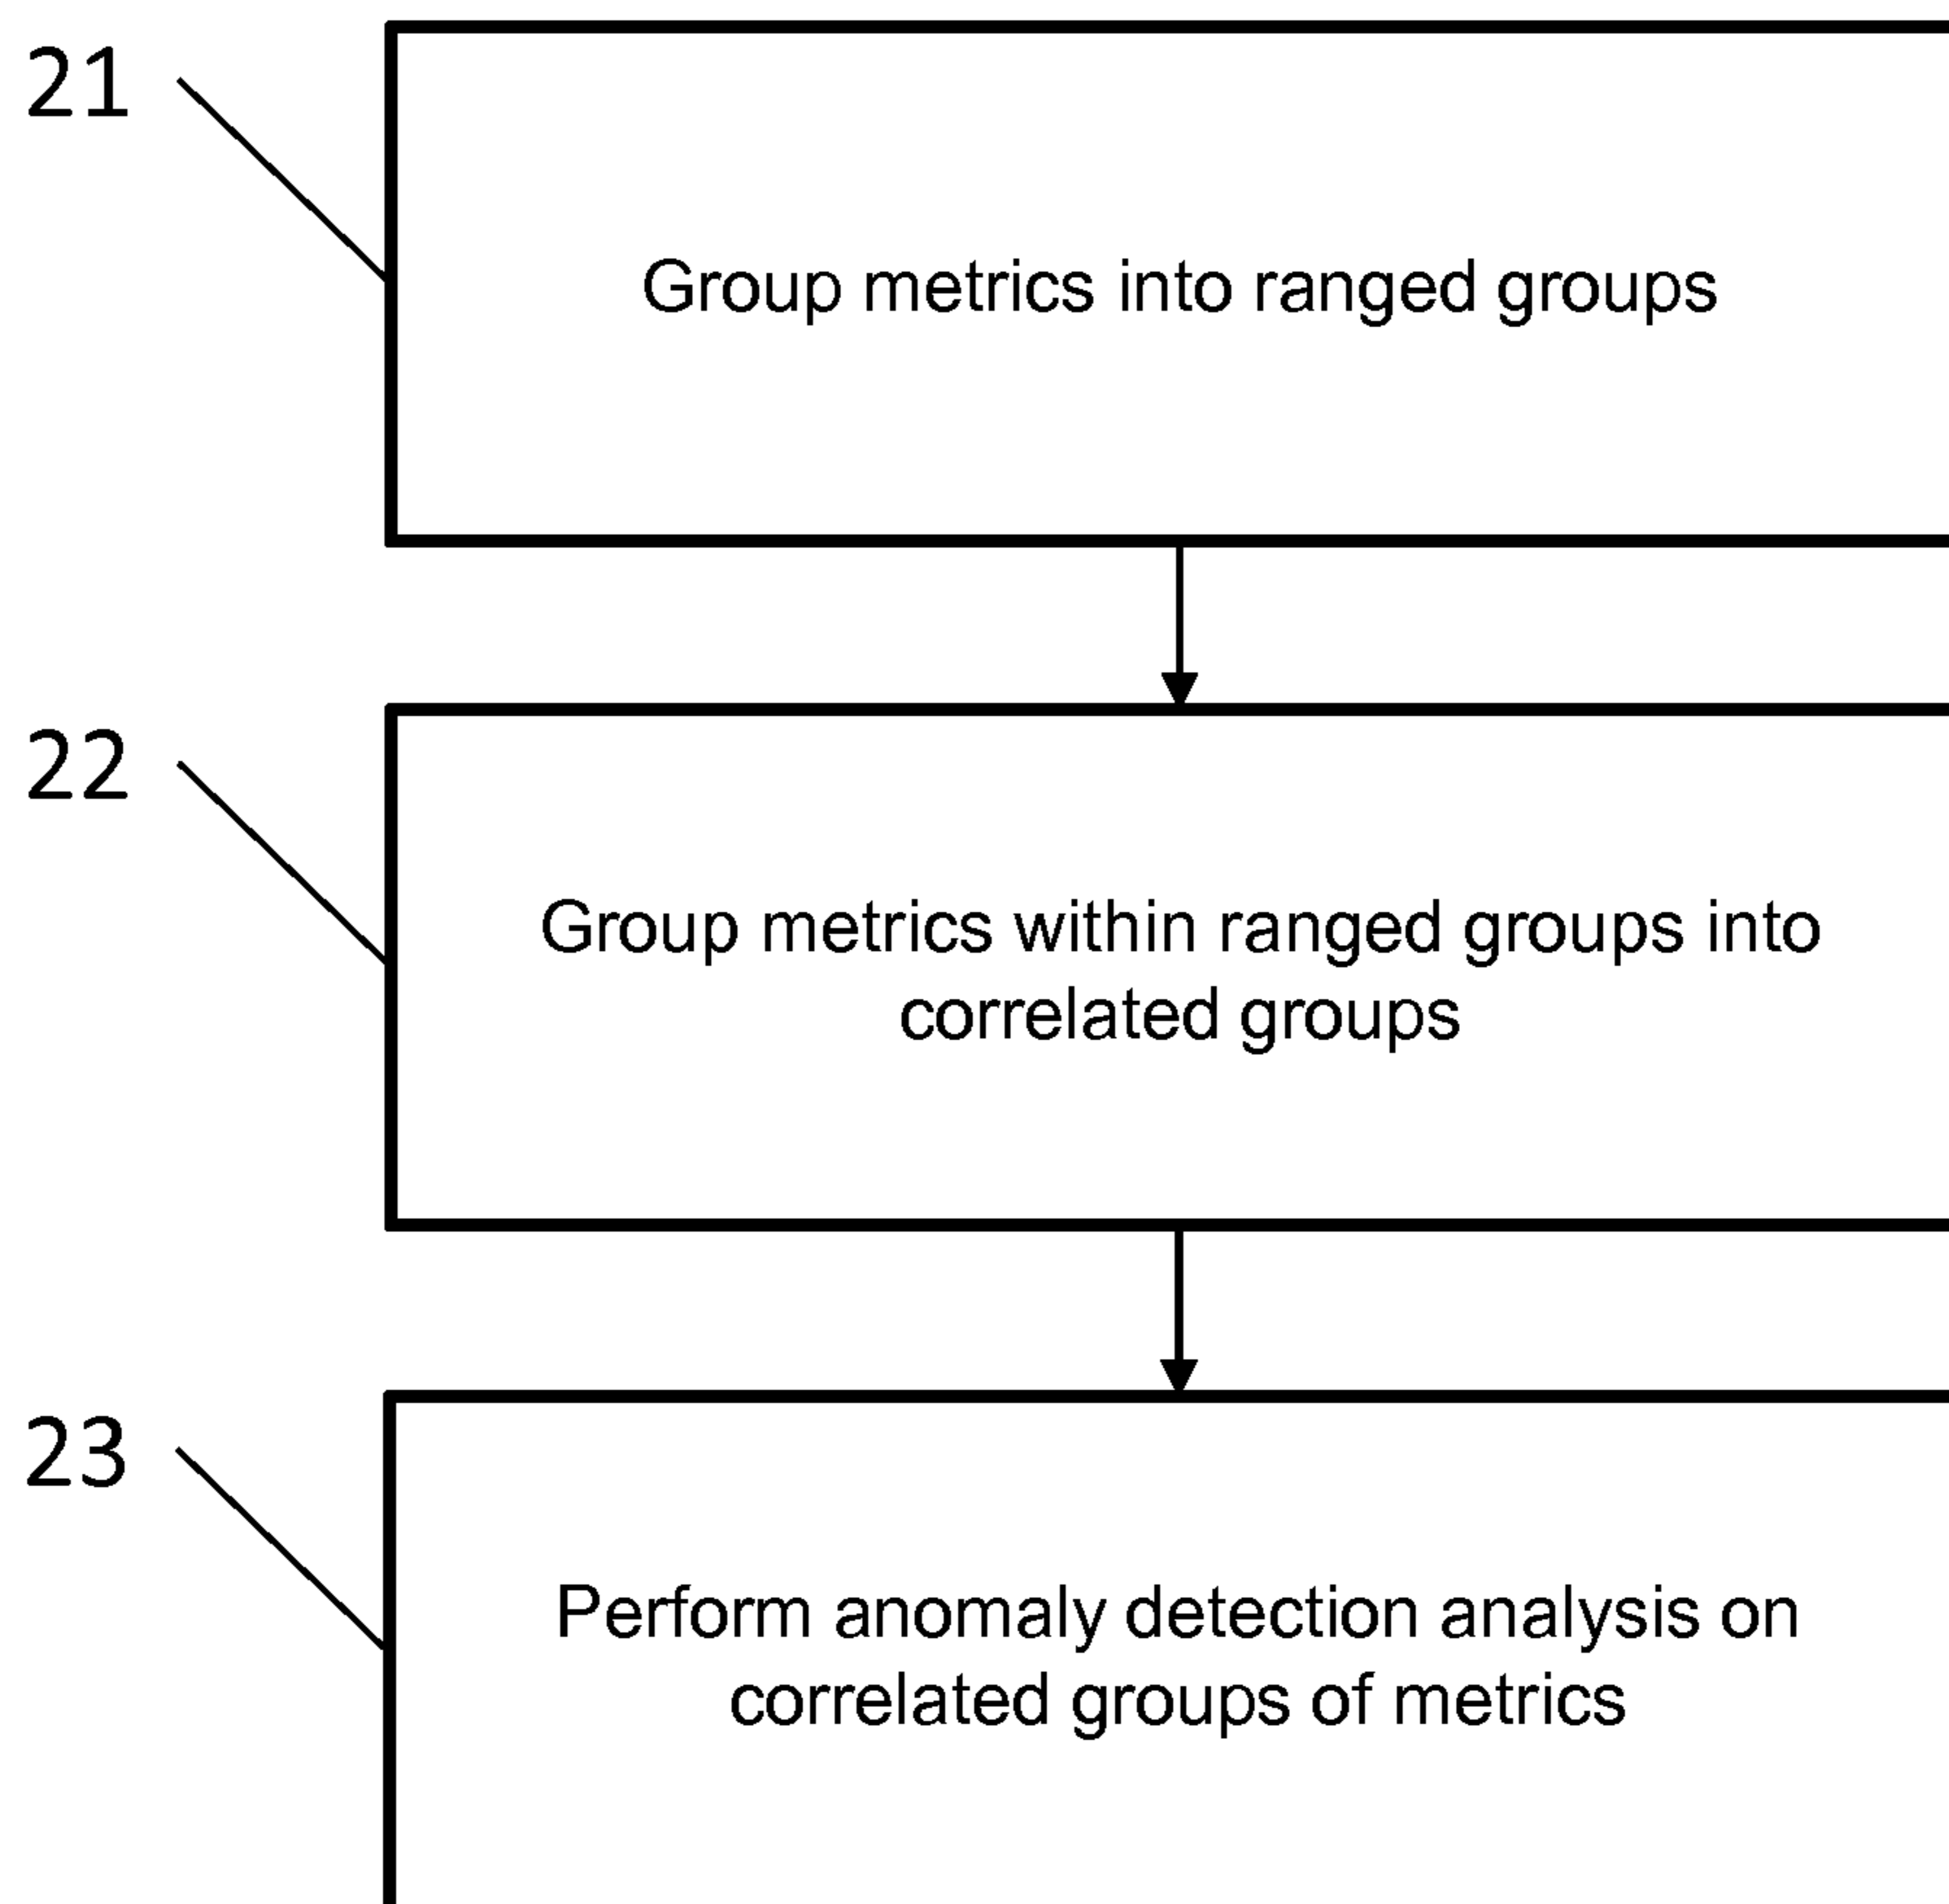 21
Group metrics into ranged groups
22
Group metrics within ranged groups into
correlated groups
23
Perform anomaly detection analysis on
correlated groups of metrics